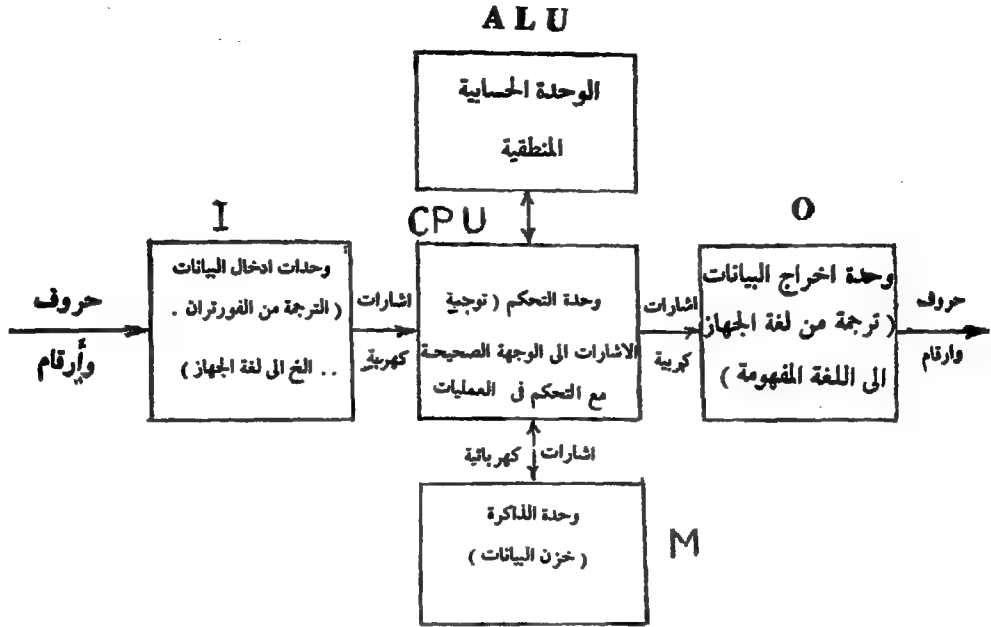 A L U
الوحدة الحسابية
المنطقية
I
CPU
O
حروف
وأرقام
وحدات ادخال البيانات
( الترجمة من الفورتران .
.. الخ الى لغة الجهاز )
اشارات
كهربية
وحدة التحكم ( توجية
الاشارات الى الوجهة الصحيحة
مع التحكم فى العمليات
اشارات
كهربية
وحدة اخراج البيانات
( ترجمة من لغة الجهاز
الى اللغة المفهومة )
حروف
وارقام
اشارات كهربائية
وحدة الذاكرة
( خزن البيانات )
M